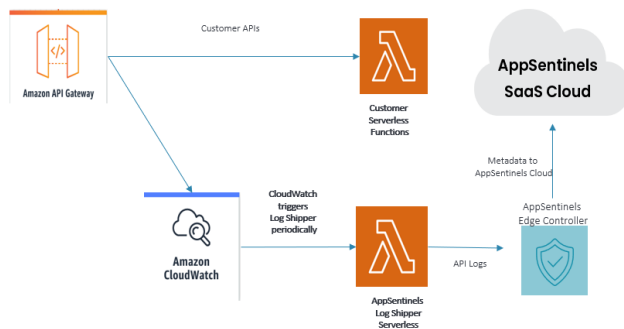 Customer APIs
Amazon API Gateway
Customer
Serverless
Functions
AppSentinels
SaaS Cloud
Metadata to
AppSentinels Cloud
CloudWatch
triggers
Log Shipper
periodically
Amazon
CloudWatch
AppSentinels
Log Shipper
Serverless
API Logs
AppSentinels
Edge Controller